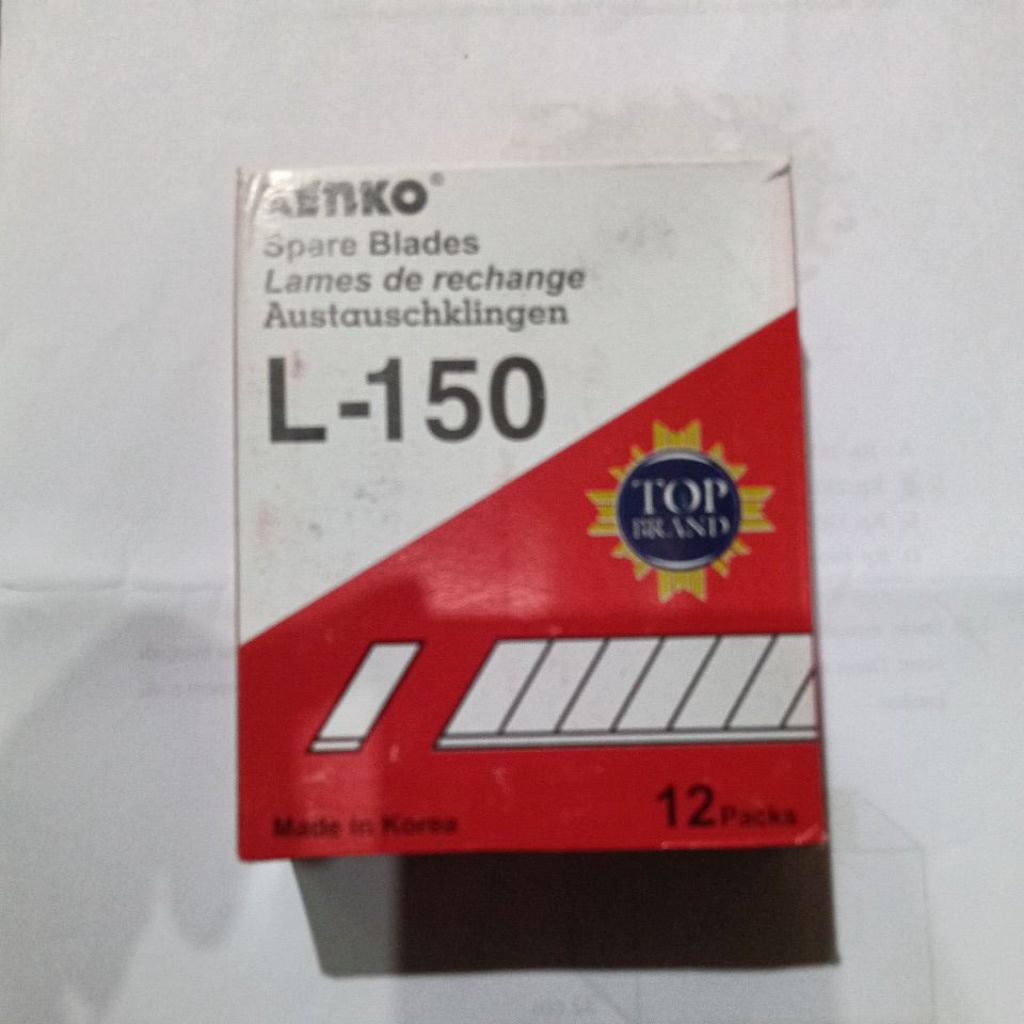 KENKO®
Spare Blades
Lames de rechange
Austauschklingen
L-150
TOP
BRAND
Made in Korea
12 Packs